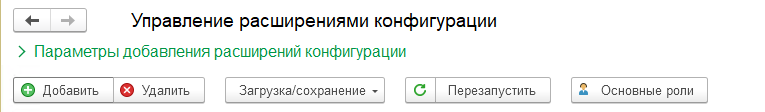 Управление расширениями конфигурации
Параметры добавления расширений конфигурации
Добавить Удалить Загрузка/сохранение Перезапустить Основные роли